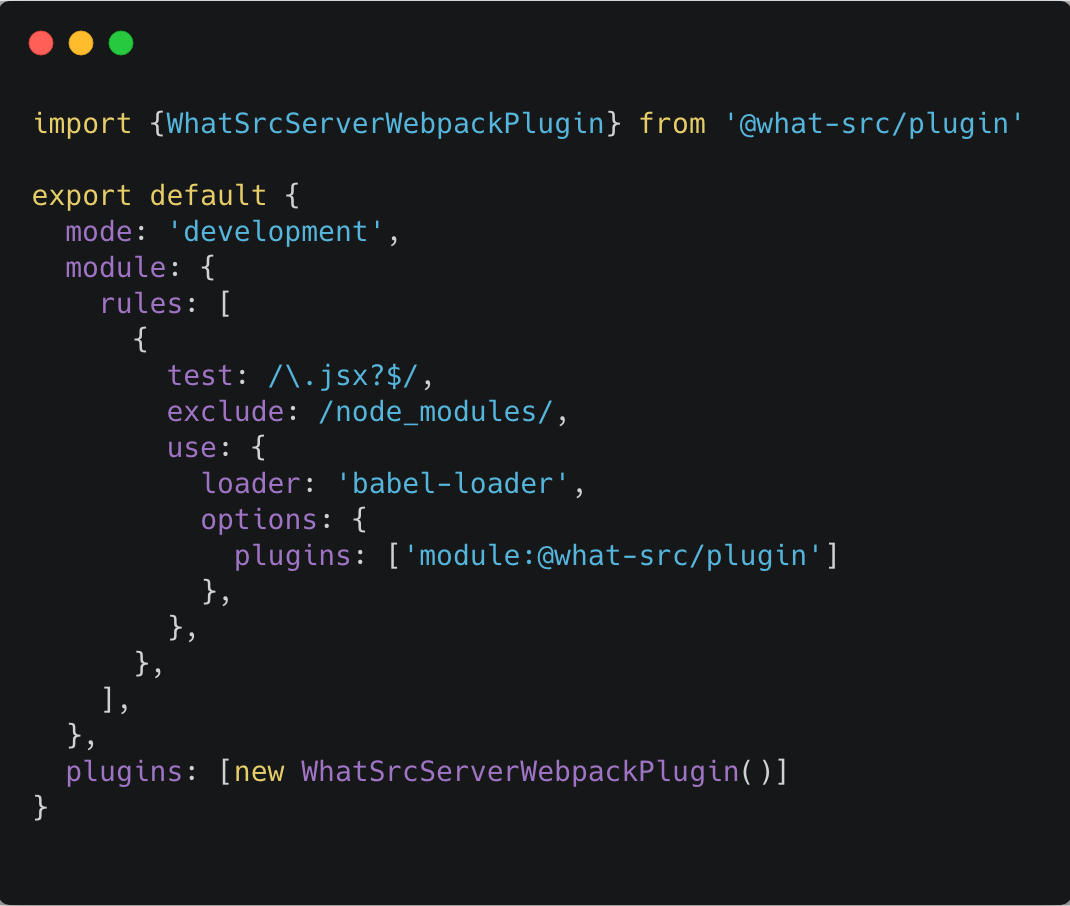 import {WhatSrcServerWebpackPlugin} from '@what-src/plugin'

export default {
  mode: 'development',
  module: {
    rules: [
      {
        test: /\.jsx?$/,
        exclude: /node_modules/,
        use: {
          loader: 'babel-loader',
          options: {
            plugins: ['module:@what-src/plugin']
          },
        },
      },
    ],
  },
  plugins: [new WhatSrcServerWebpackPlugin()]
}